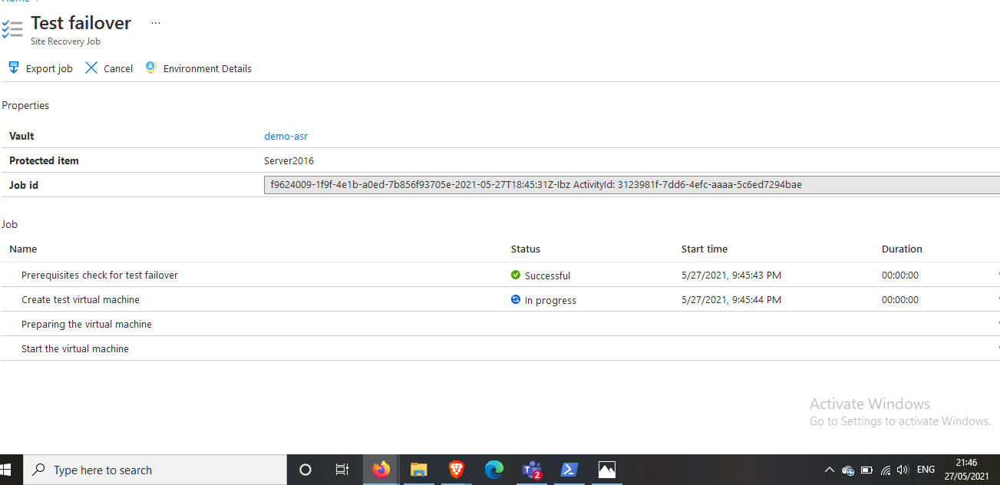 Home
Test failover ...
Site Recovery Job
Export job Cancel Environment Details
Properties
Vault demo-asr
Protected item Server2016
Job id f9624009-1f9f-4e1b-a0ed-7b856f93705e-2021-05-27T18:45:31Z-Ibz ActivityId: 3123981f-7dd6-4efc-aaaa-5c6ed7294bae
Job
Name Status Start time Duration
Prerequisites check for test failover Successful 5/27/2021, 9:45:43 PM 00:00:00
Create test virtual machine In progress 5/27/2021, 9:45:44 PM 00:00:00
Preparing the virtual machine
Start the virtual machine
Activate Windows
Go to Settings to activate Windows.
Type here to search 2 ENG 21:46
27/05/2021